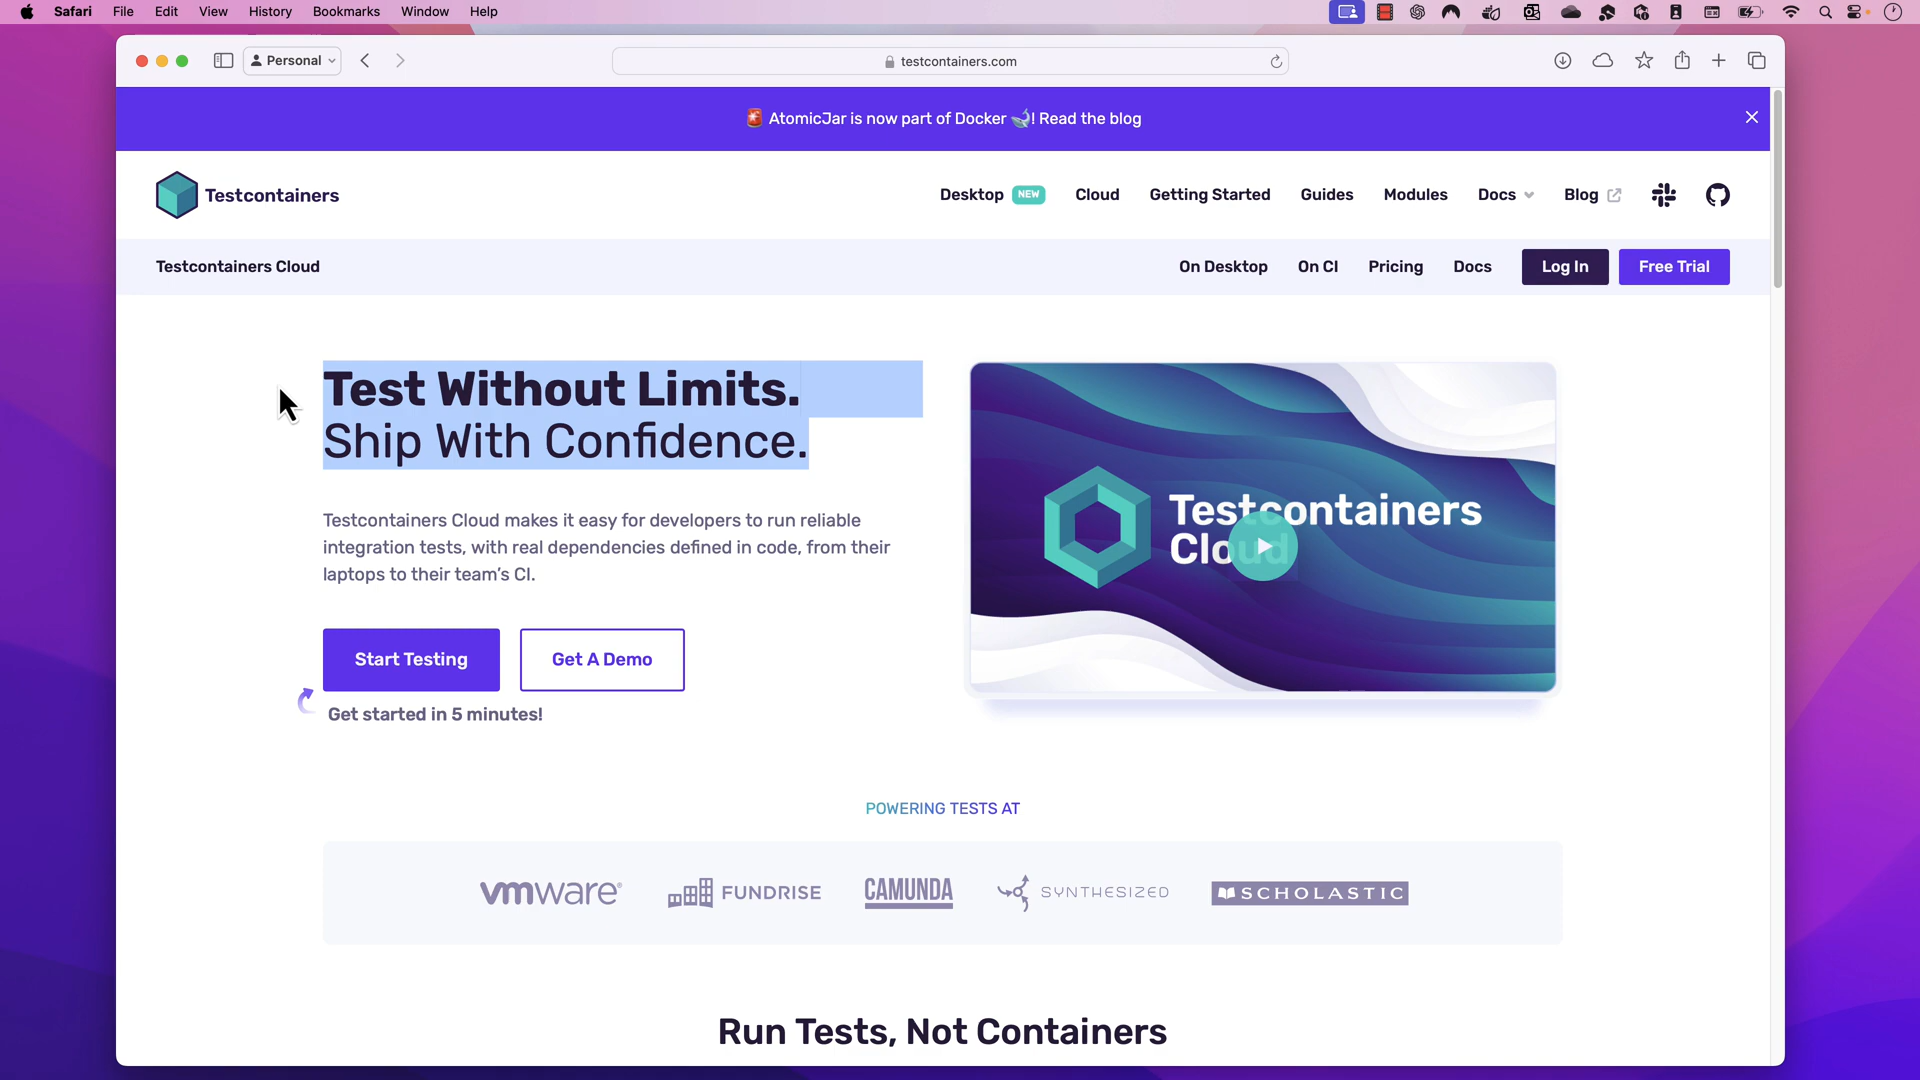 Safari File Edit View History Bookmarks Window Help
Personal
testcontainers.com
AtomicJar is now part of Docker ! Read the blog
Testcontainers
Desktop NEW Cloud Getting Started Guides Modules Docs Blog
Testcontainers Cloud
On Desktop On CI Pricing Docs Log In Free Trial
Test Without Limits.
Ship With Confidence.
Testcontainers Cloud makes it easy for developers to run reliable
integration tests, with real dependencies defined in code, from their
laptops to their team's CI.
Start Testing Get A Demo
Get started in 5 minutes!
Testcontainers
Cloud
POWERING TESTS AT
vmware® FUNDRISE CAMUNDA SYNTHESIZED SCHOLASTIC
Run Tests, Not Containers